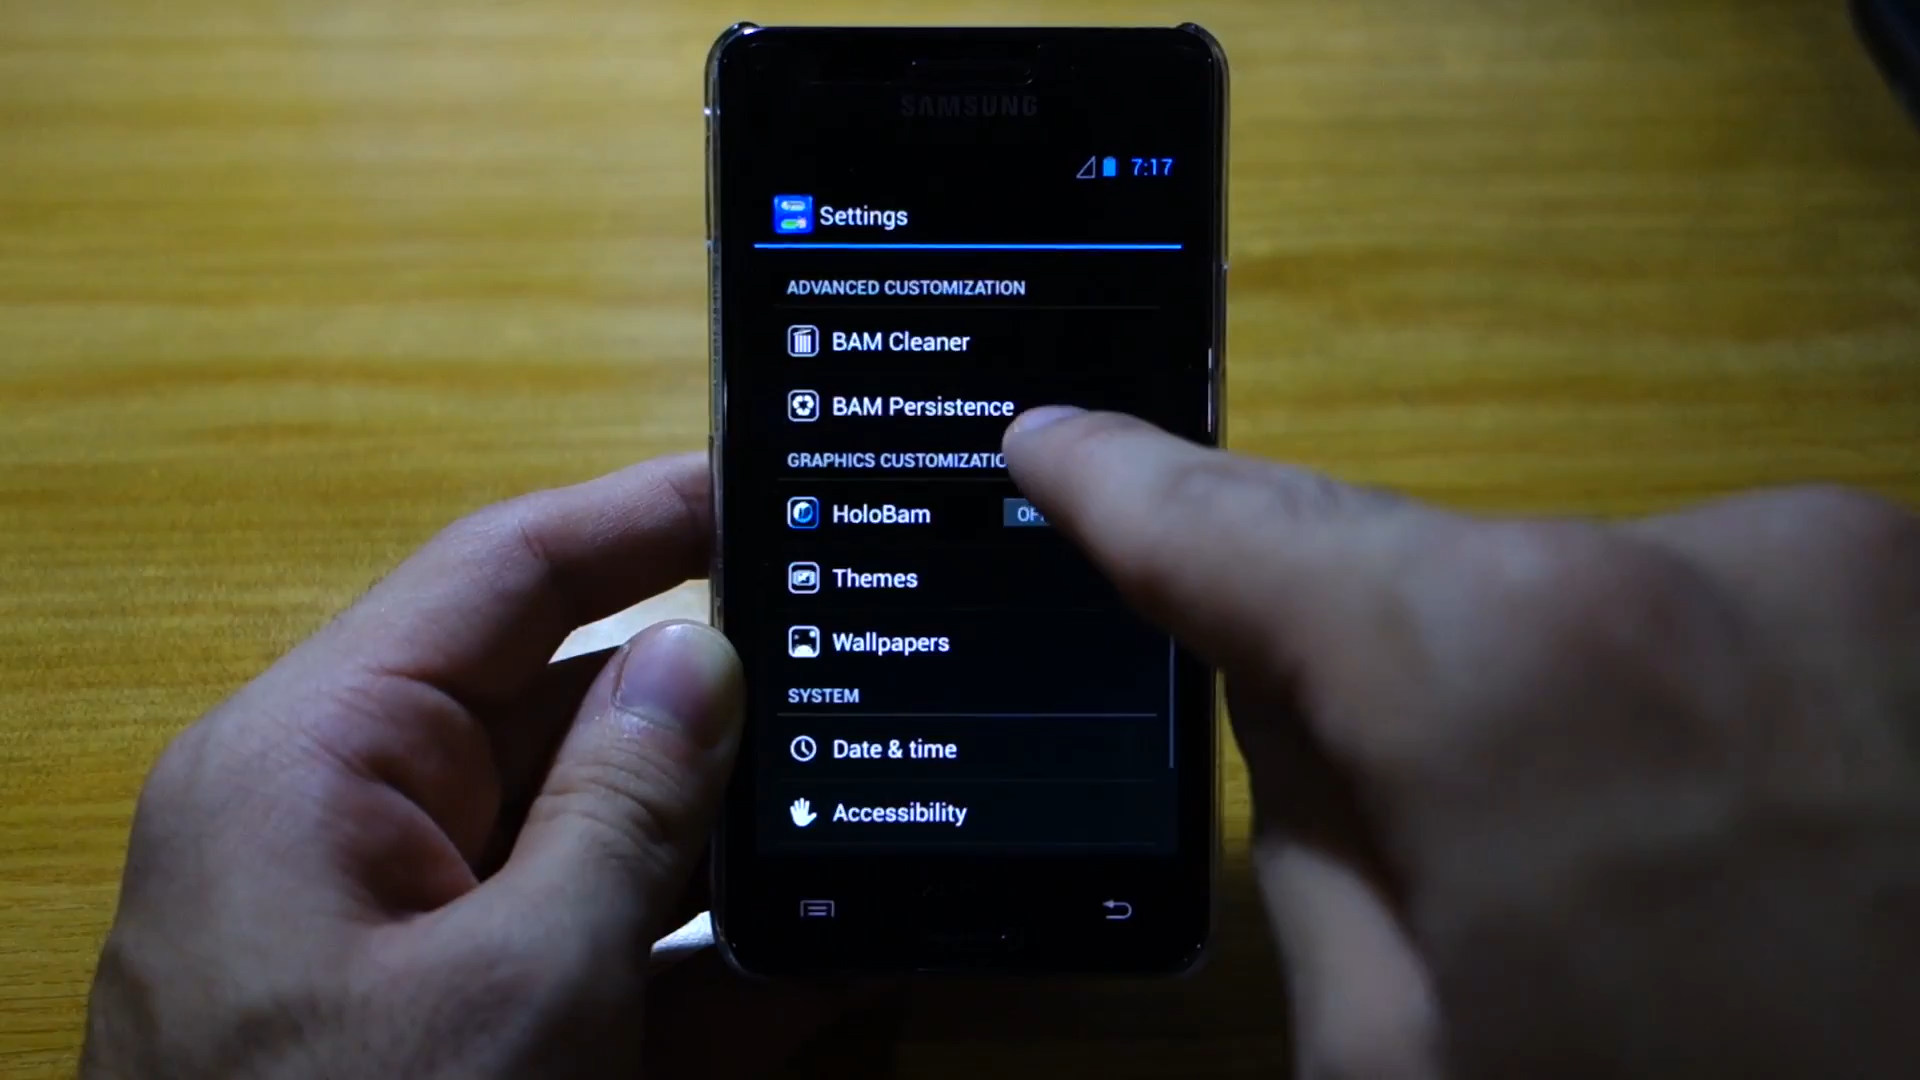 SAMSUNG
7:17
Settings
ADVANCED CUSTOMIZATION
BAM Cleaner
BAM Persistence
GRAPHICS CUSTOMIZATIO
HoloBam
OF
Themes
Wallpapers
SYSTEM
Date & time
Accessibility